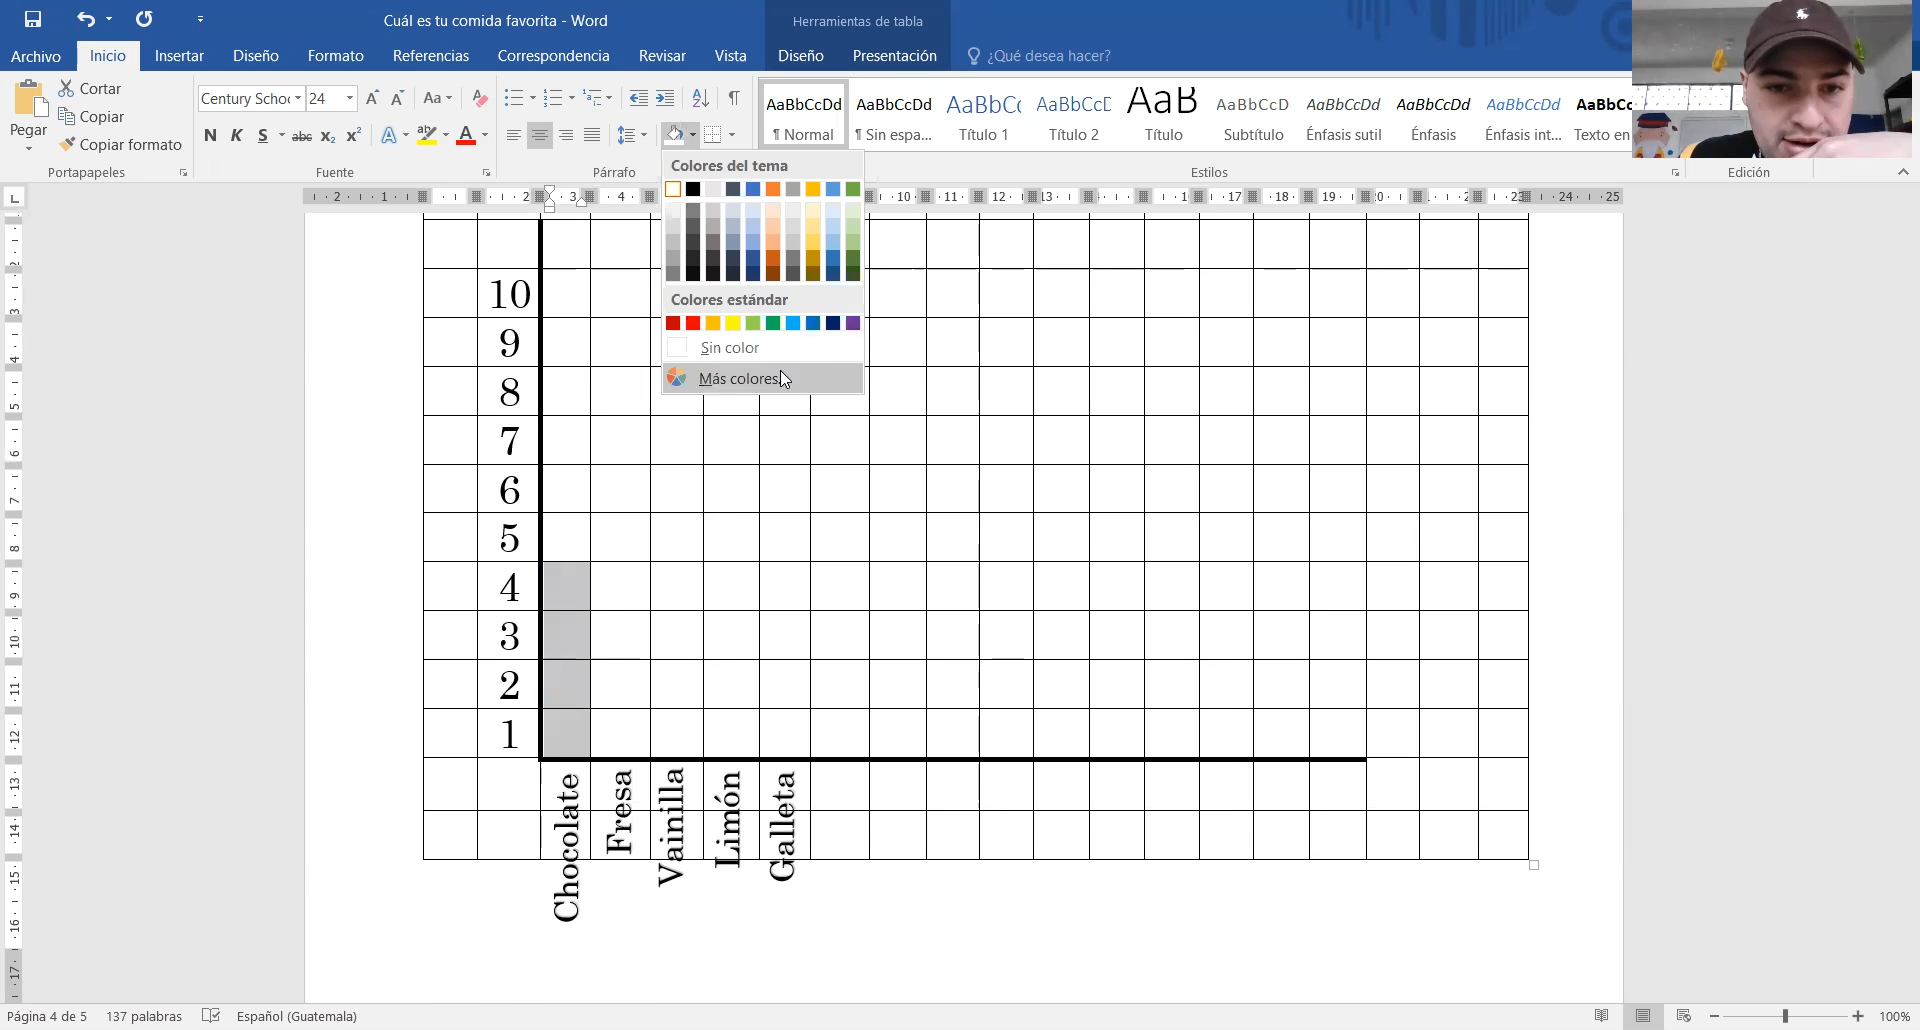 Cuál es tu comida favorita - Word
Herramientas de tabla
Archivo Inicio Insertar Diseño Formato Referencias Correspondencia Revisar Vista Diseño Presentación ¿Qué desea hacer?
Pegar
Cortar
Copiar
Copiar formato
Portapapeles
Century Schoo 24 Aa
N K S abc x₂ x² A ab A
Fuente
Párrafo
AaBbCcDd AaBbCcDd AaBbC AaBbCcD AaB AaBbCcD AaBbCcDd AaBbCcDd AaBbCcDd AaBbCc
¶ Normal ¶ Sin espa... Título 1 Título 2 Título Subtítulo Énfasis sutil Énfasis Énfasis int... Texto en
Estilos
Edición
Colores del tema
Colores estándar
Sin color
Más colores...
10
9
8
7
6
5
4
3
2
1
Chocolate
Fresa
Vainilla
Limón
Galleta
Página 4 de 5 137 palabras Español (Guatemala) 100%